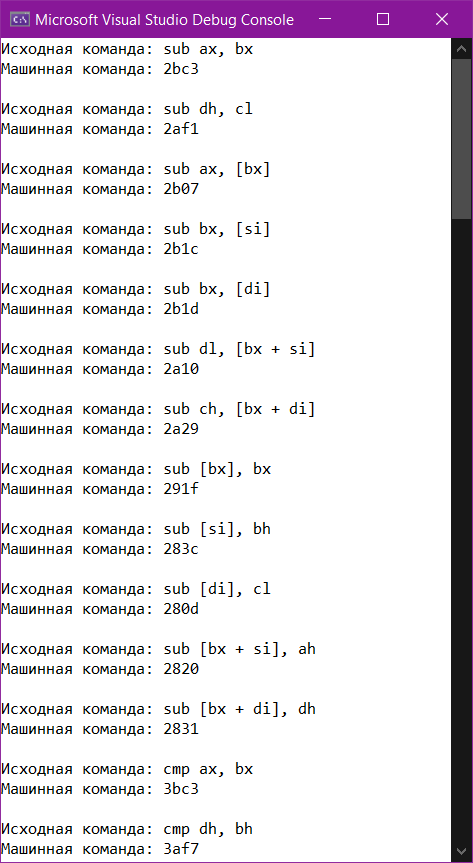 Microsoft Visual Studio Debug Console
Исходная команда: sub ax, bx
Машинная команда: 2bc3
Исходная команда: sub dh, cl
Машинная команда: 2af1
Исходная команда: sub ax, [bx]
Машинная команда: 2b07
Исходная команда: sub bx, [si]
Машинная команда: 2b1c
Исходная команда: sub bx, [di]
Машинная команда: 2b1d
Исходная команда: sub dl, [bx + si]
Машинная команда: 2a10
Исходная команда: sub ch, [bx + di]
Машинная команда: 2a29
Исходная команда: sub [bx], bx
Машинная команда: 291f
Исходная команда: sub [si], bh
Машинная команда: 283c
Исходная команда: sub [di], cl
Машинная команда: 280d
Исходная команда: sub [bx + si], ah
Машинная команда: 2820
Исходная команда: sub [bx + di], dh
Машинная команда: 2831
Исходная команда: cmp ax, bx
Машинная команда: 3bc3
Исходная команда: cmp dh, bh
Машинная команда: 3af7